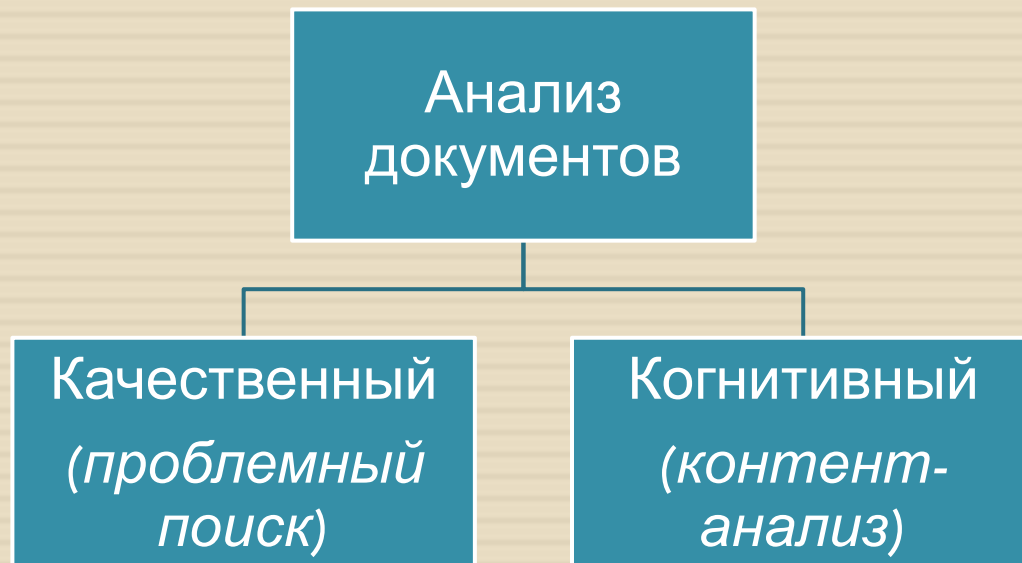 Анализ
документов
Качественный
(проблемный
поиск)
Когнитивный
(контент-
анализ)